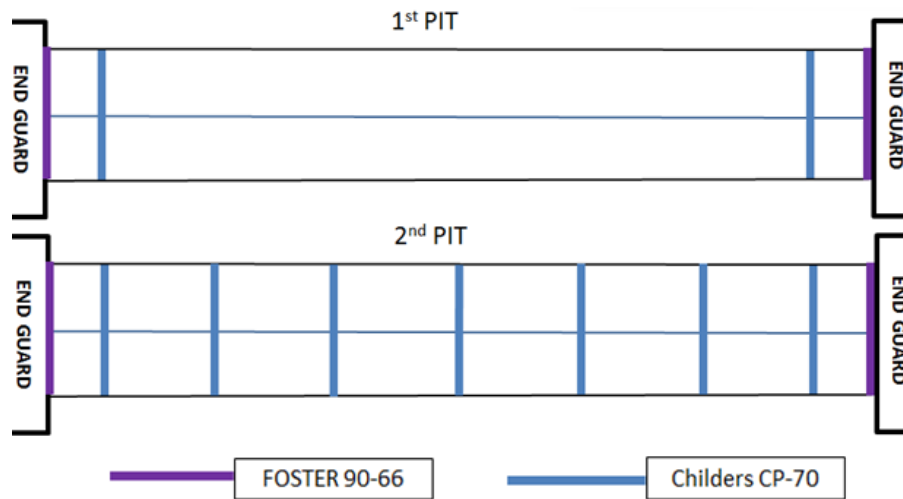 1st PIT
END GUARD
END GUARD
2nd PIT
END GUARD
END GUARD
FOSTER 90-66
Childers CP-70